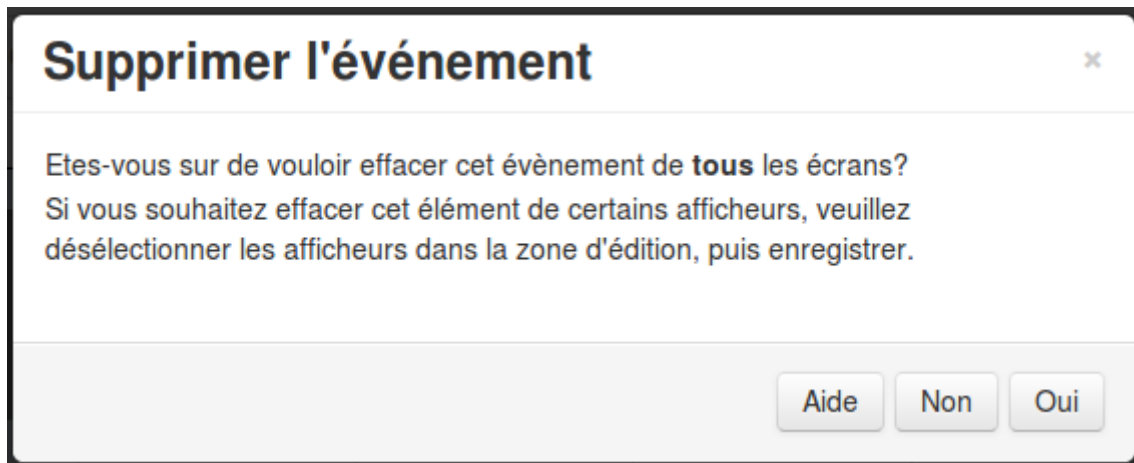 Supprimer l'événement
×
Etes-vous sur de vouloir effacer cet évènement de tous les écrans?
Si vous souhaitez effacer cet élément de certains afficheurs, veuillez
désélectionner les afficheurs dans la zone d'édition, puis enregistrer.
Aide Non Oui